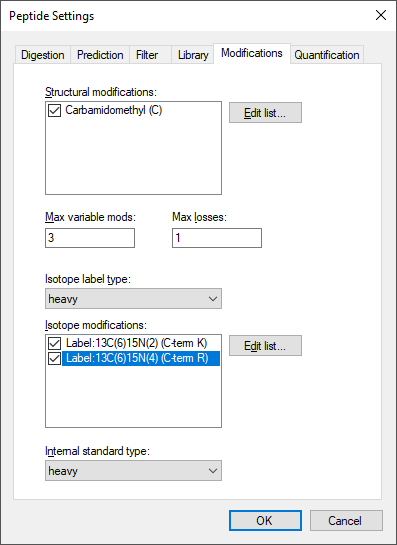 Peptide Settings
Digestion Prediction Filter Library Modifications Quantification
Structural modifications:
Carbamidomethyl (C)
Edit list...
Max variable mods: Max losses:
3 1
Isotope label type:
heavy
Isotope modifications:
Label:13C(6)15N(2) (C-term K)
Edit list...
Label:13C(6)15N(4) (C-term R)
Internal standard type:
heavy
OK Cancel